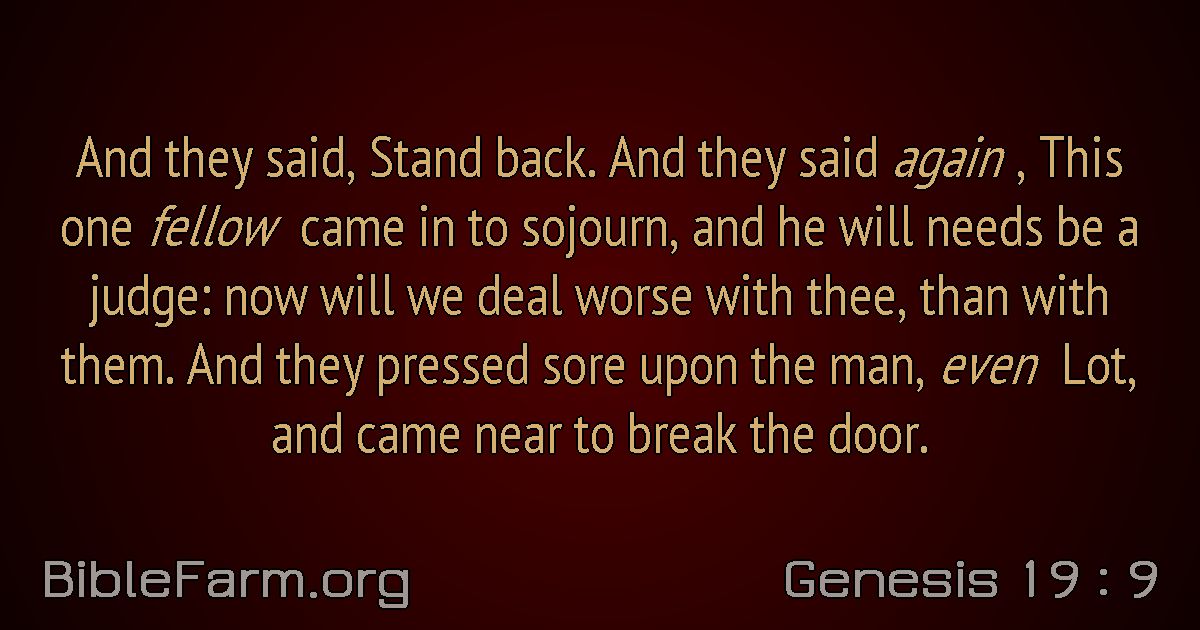 And they said, Stand back. And they said again , This
one fellow came in to sojourn, and he will needs be a
judge: now will we deal worse with thee, than with
them. And they pressed sore upon the man, even Lot,
and came near to break the door.
BibleFarm.org
Genesis 19 : 9